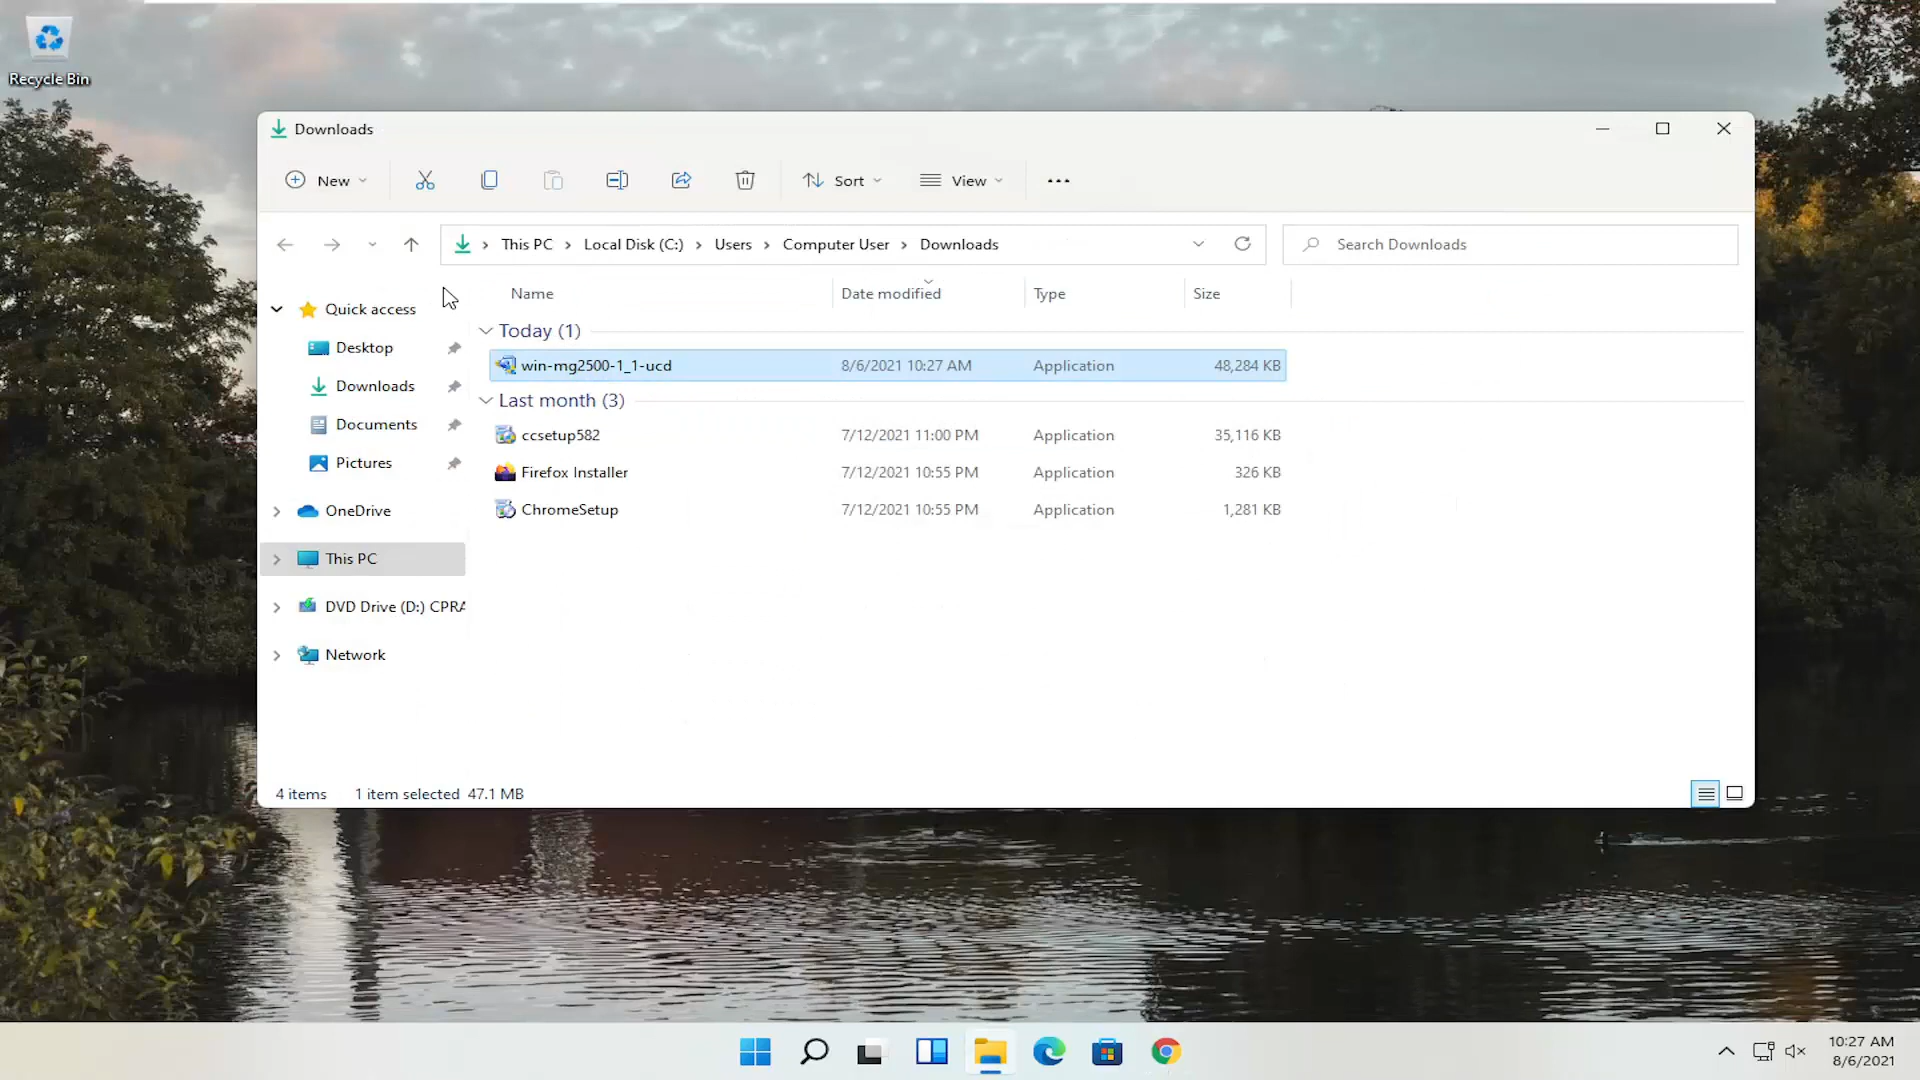 Recycle Bin
Downloads
New
Sort
View
This PC
Local Disk (C:)
Users
Computer User
Downloads
Search Downloads
Name
Date modified
Type
Size
Quick access
Desktop
Downloads
Documents
Pictures
OneDrive
This PC
DVD Drive (D:) CPRA
Network
Today (1)
win-mg2500-1_1-ucd 8/6/2021 10:27 AM Application 48,284 KB
Last month (3)
ccsetup582 7/12/2021 11:00 PM Application 35,116 KB
Firefox Installer 7/12/2021 10:55 PM Application 326 KB
ChromeSetup 7/12/2021 10:55 PM Application 1,281 KB
4 items 1 item selected 47.1 MB
10:27 AM
8/6/2021